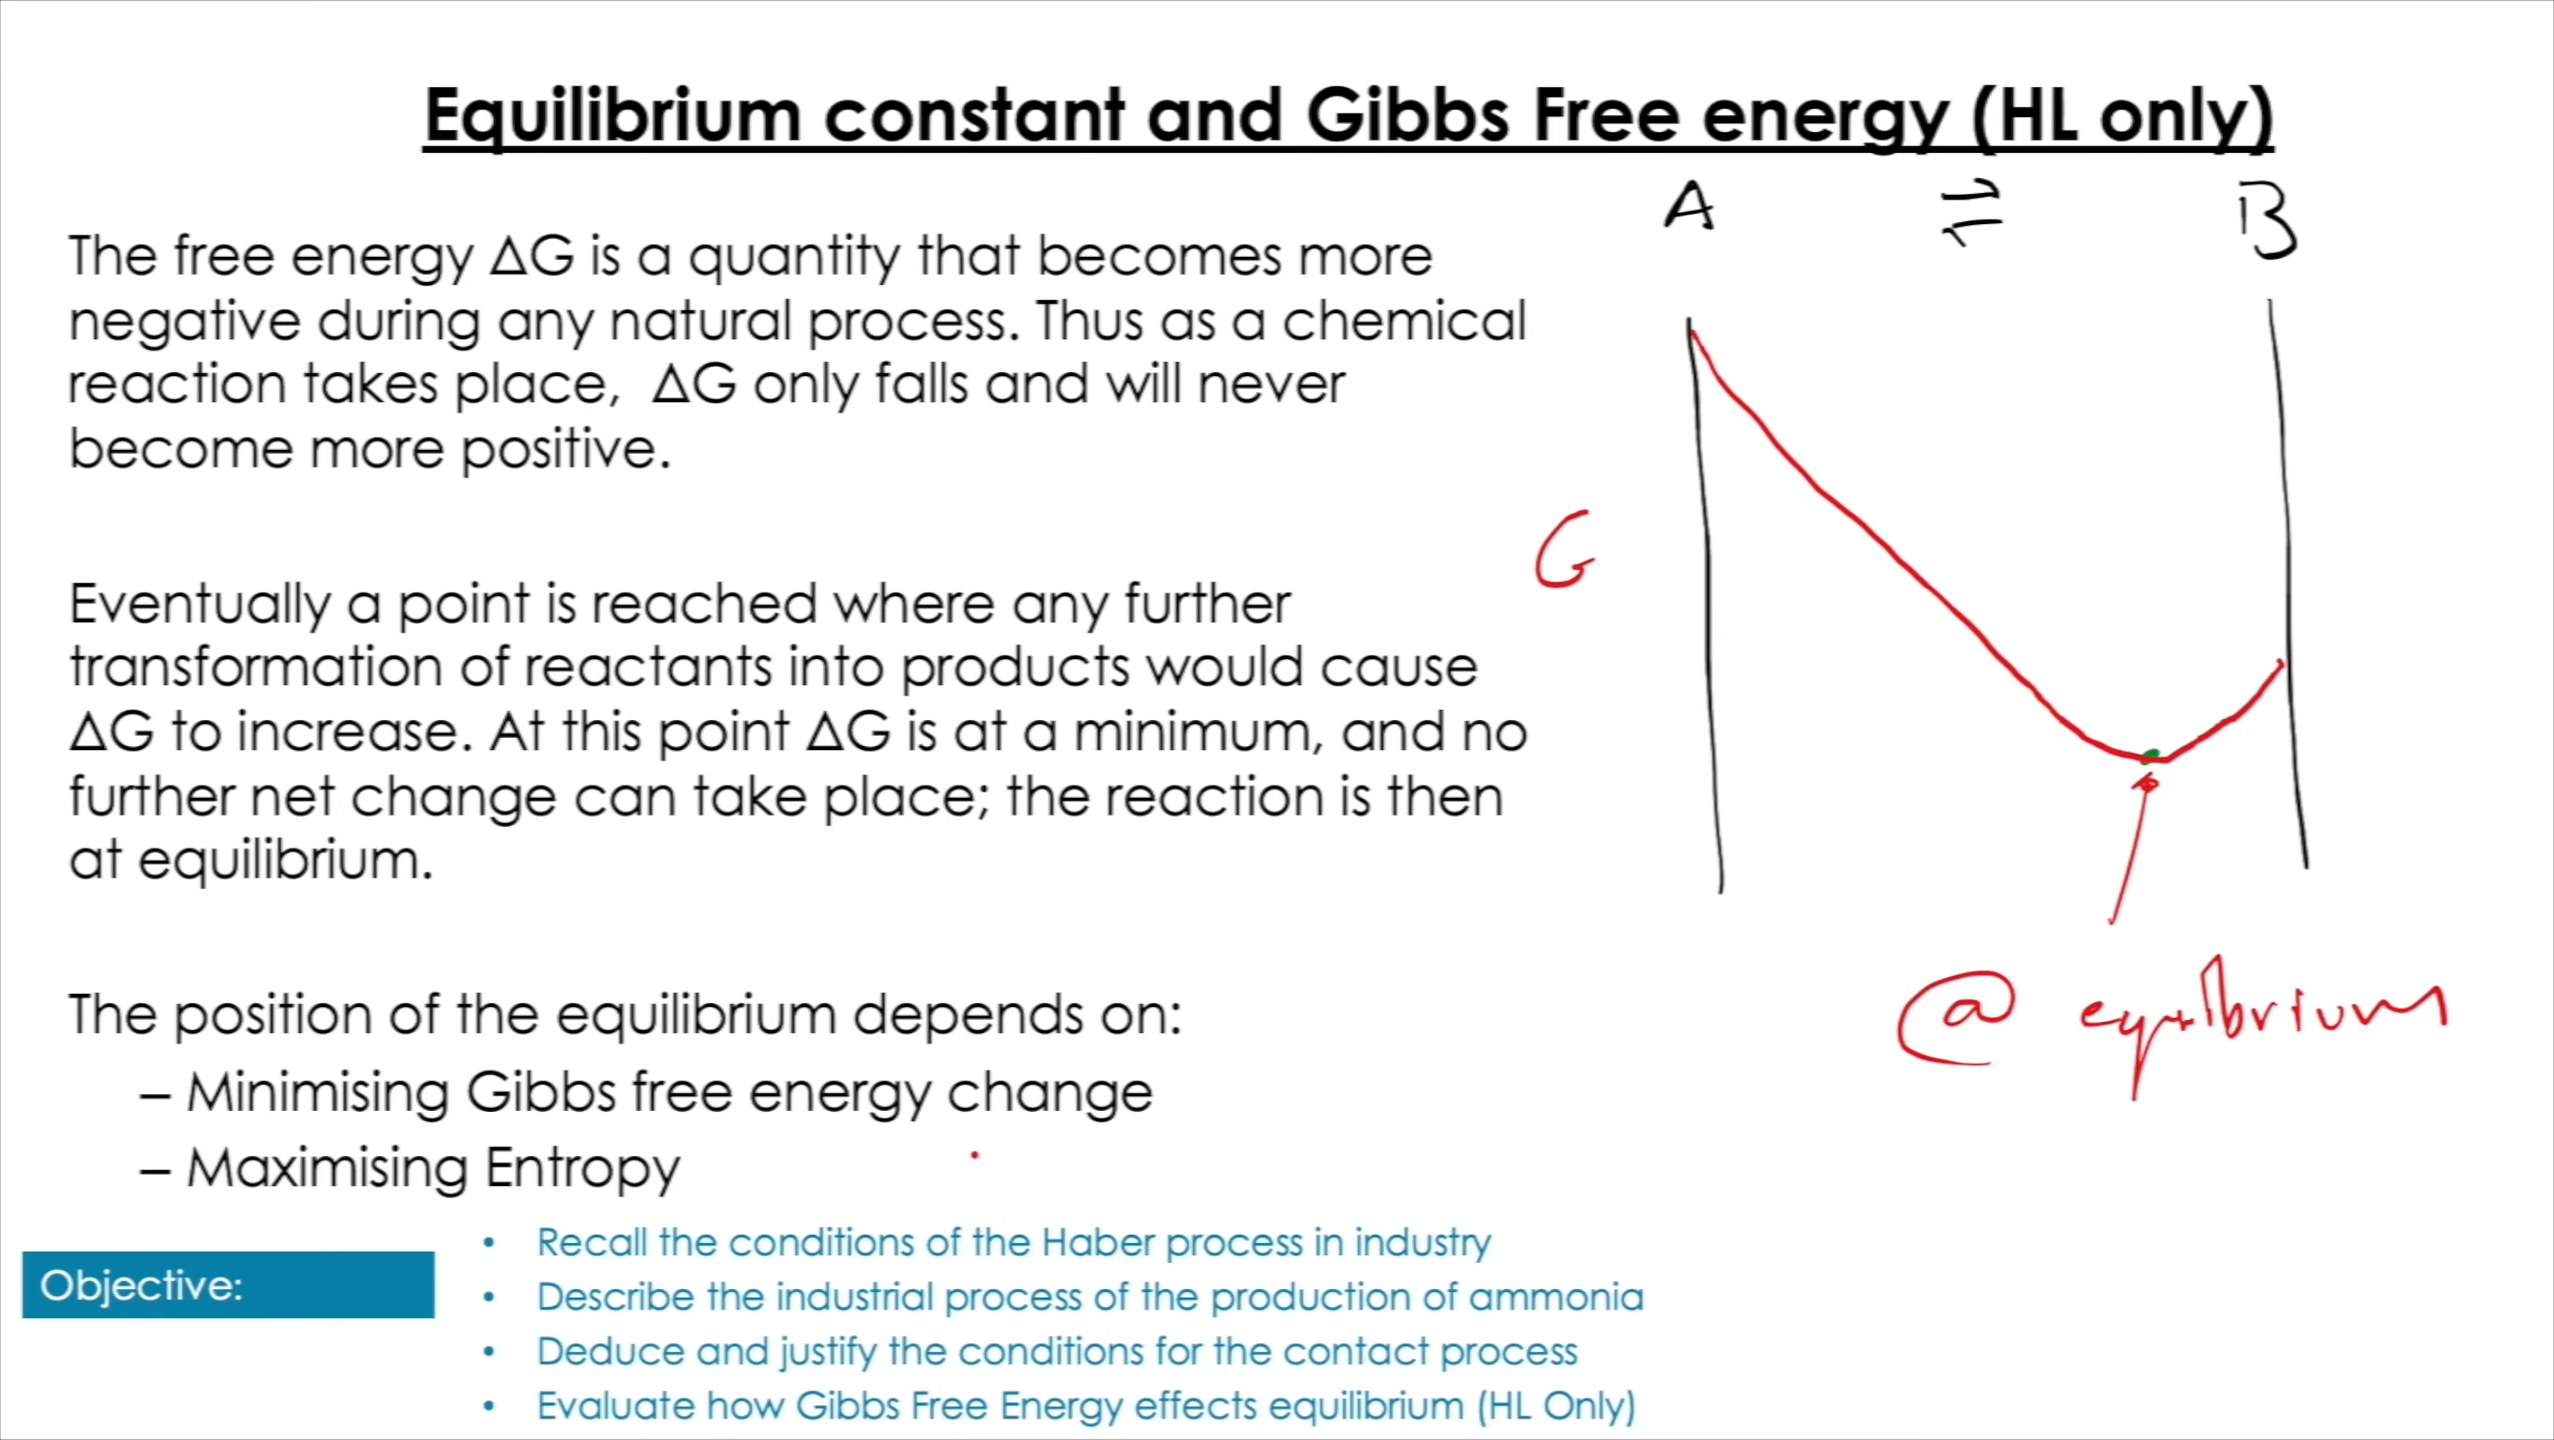 Equilibrium constant and Gibbs Free energy (HL only)
A ⇌ B
The free energy ΔG is a quantity that becomes more
negative during any natural process. Thus as a chemical
reaction takes place, ΔG only falls and will never
become more positive.
G
Eventually a point is reached where any further
transformation of reactants into products would cause
ΔG to increase. At this point ΔG is at a minimum, and no
further net change can take place; the reaction is then
at equilibrium.
@ equilibrium
The position of the equilibrium depends on:
– Minimising Gibbs free energy change
– Maximising Entropy
Objective:
• Recall the conditions of the Haber process in industry
• Describe the industrial process of the production of ammonia
• Deduce and justify the conditions for the contact process
• Evaluate how Gibbs Free Energy effects equilibrium (HL Only)